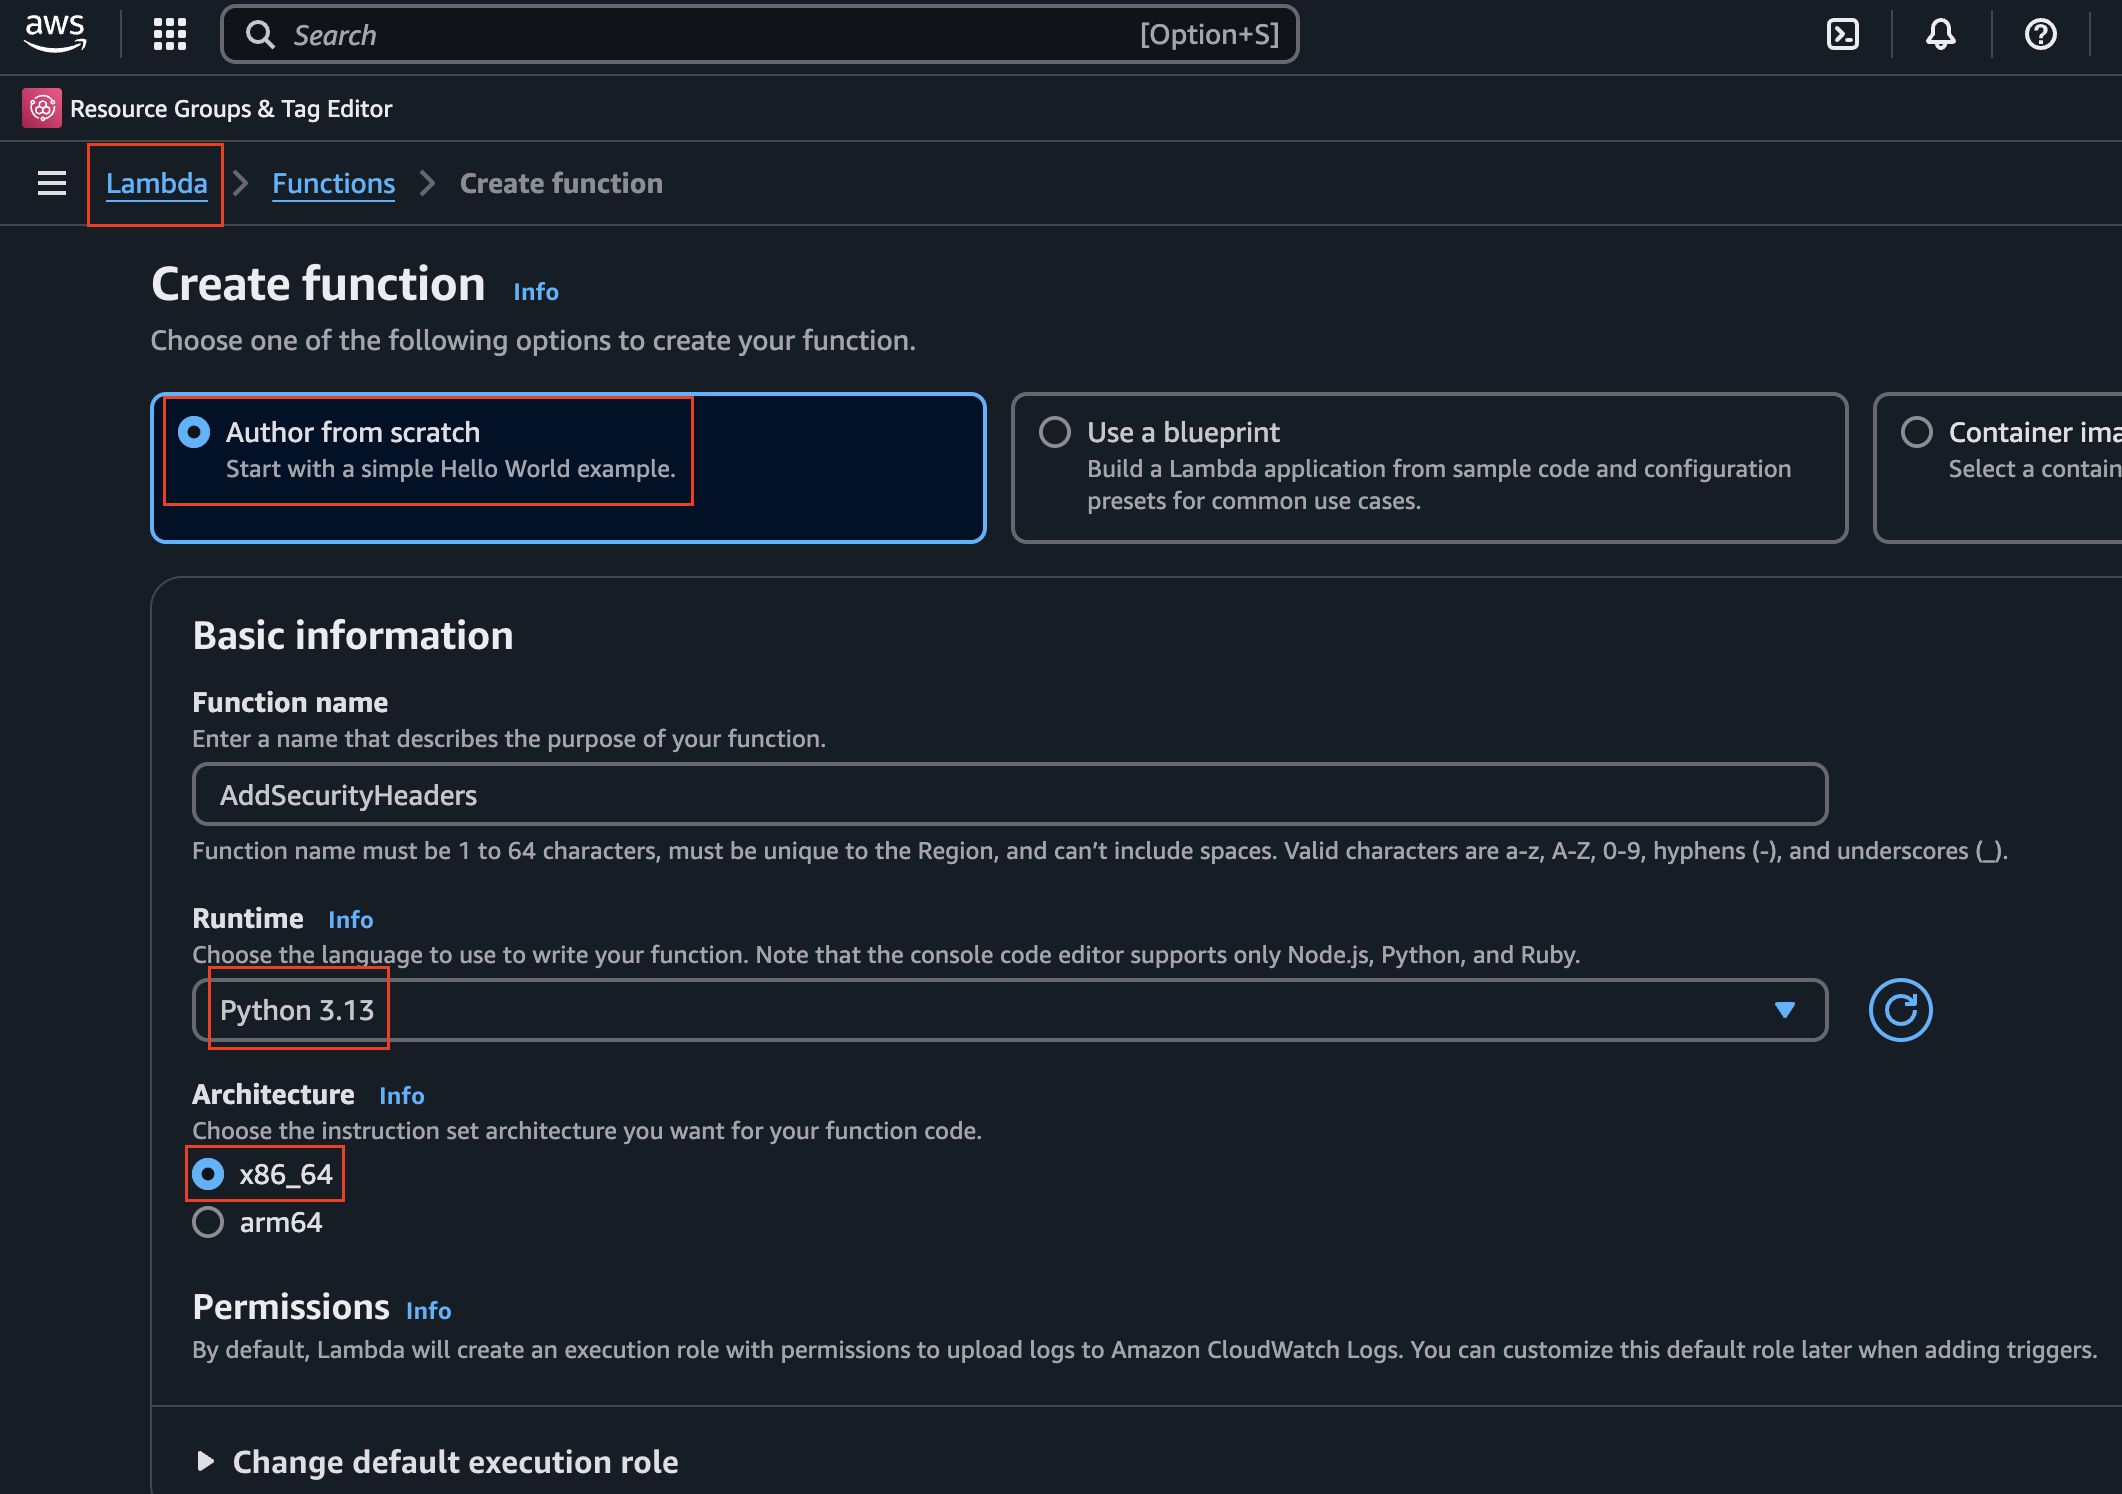 aws
Search [Option+S]
Resource Groups & Tag Editor
Lambda > Functions > Create function
Create function Info
Choose one of the following options to create your function.
Author from scratch
Start with a simple Hello World example.
Use a blueprint
Build a Lambda application from sample code and configuration
presets for common use cases.
Container ima
Select a contain
Basic information
Function name
Enter a name that describes the purpose of your function.
AddSecurityHeaders
Function name must be 1 to 64 characters, must be unique to the Region, and can’t include spaces. Valid characters are a-z, A-Z, 0-9, hyphens (-), and underscores (_).
Runtime Info
Choose the language to use to write your function. Note that the console code editor supports only Node.js, Python, and Ruby.
Python 3.13
Architecture Info
Choose the instruction set architecture you want for your function code.
x86_64
arm64
Permissions Info
By default, Lambda will create an execution role with permissions to upload logs to Amazon CloudWatch Logs. You can customize this default role later when adding triggers.
Change default execution role